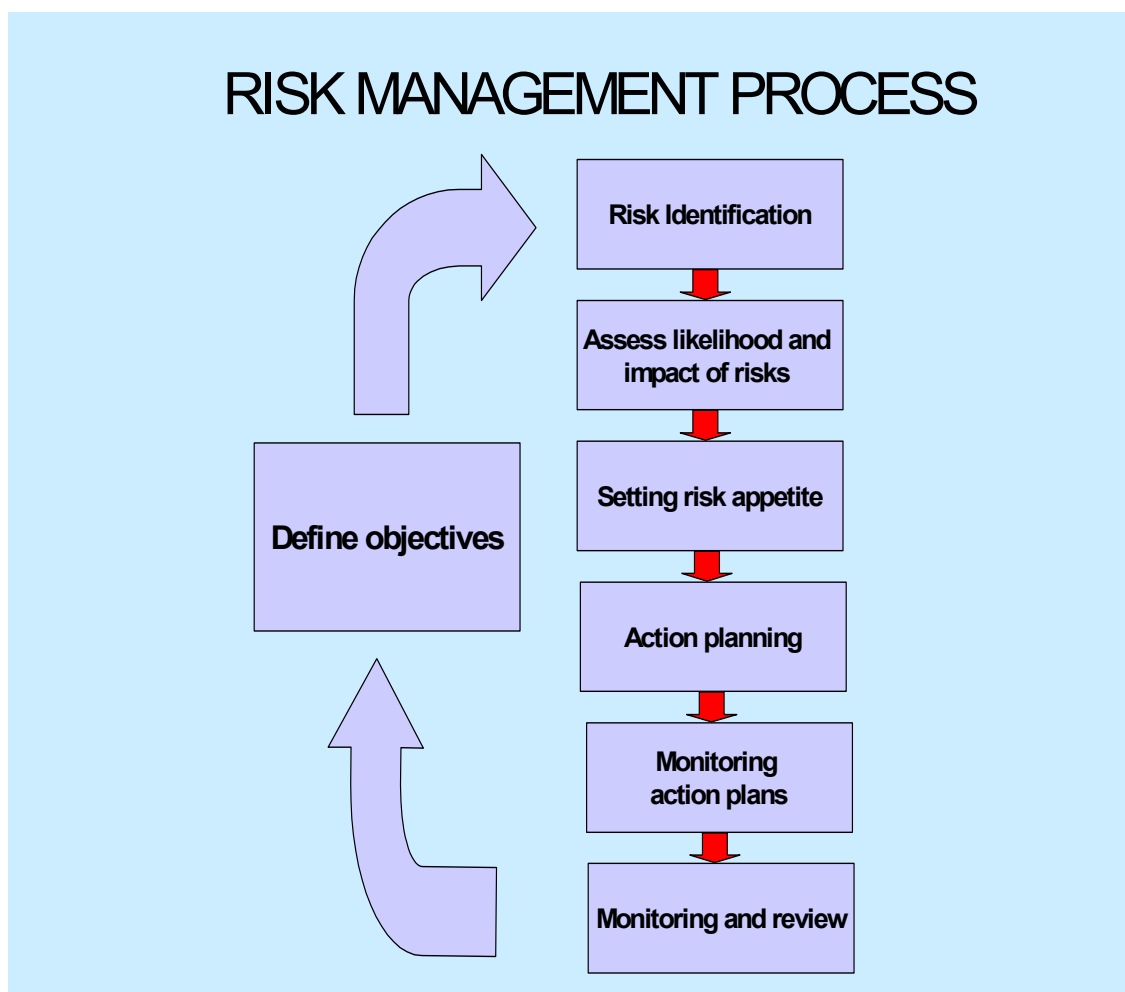 RISK MANAGEMENT PROCESS
Risk Identification
Assess likelihood and
impact of risks
Setting risk appetite
Define objectives
Action planning
Monitoring
action plans
Monitoring and review